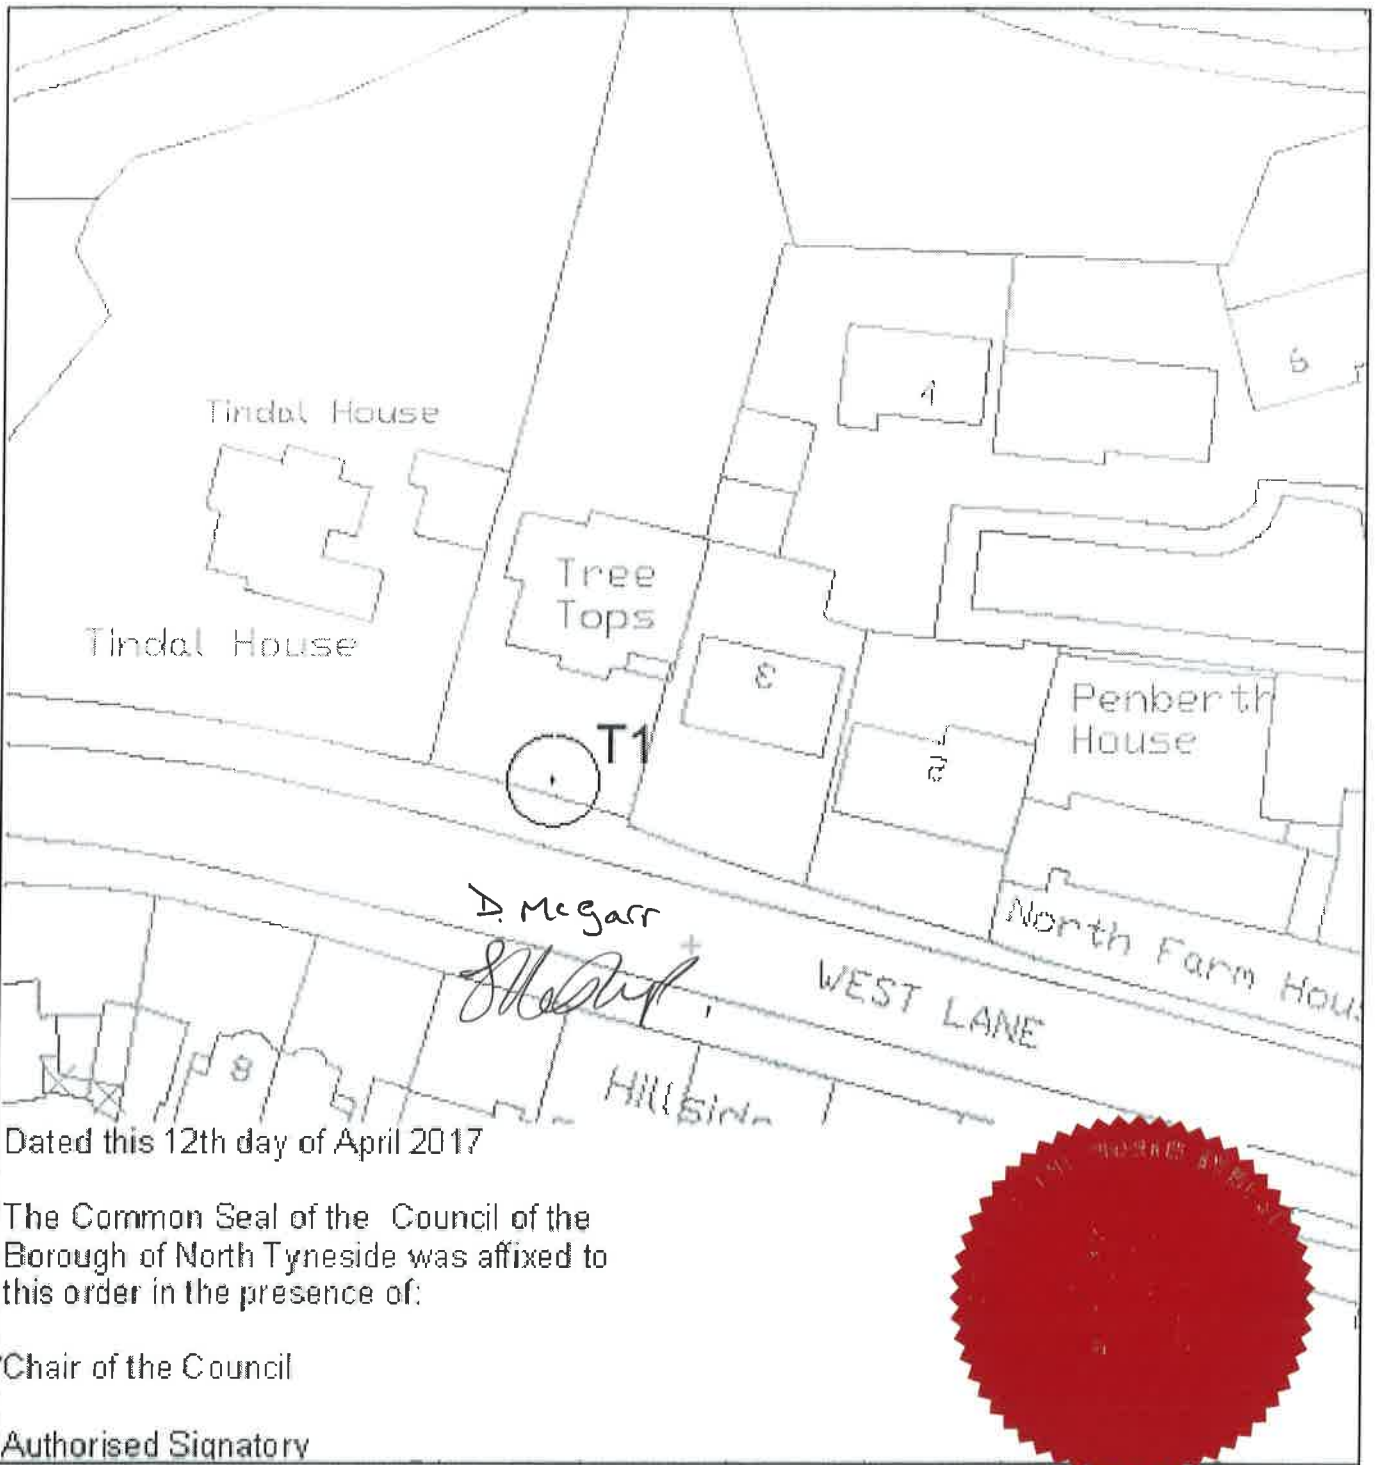 4
6
Tindal House
Tree
Tops
Tindal House
3
Penberth
House
T1
2
D. McGarr
North Farm Hou
WEST LANE
8
Hillside
Dated this 12th day of April 2017
The Common Seal of the Council of the
Borough of North Tyneside was affixed to
this order in the presence of:
Chair of the Council
Authorised Signatory